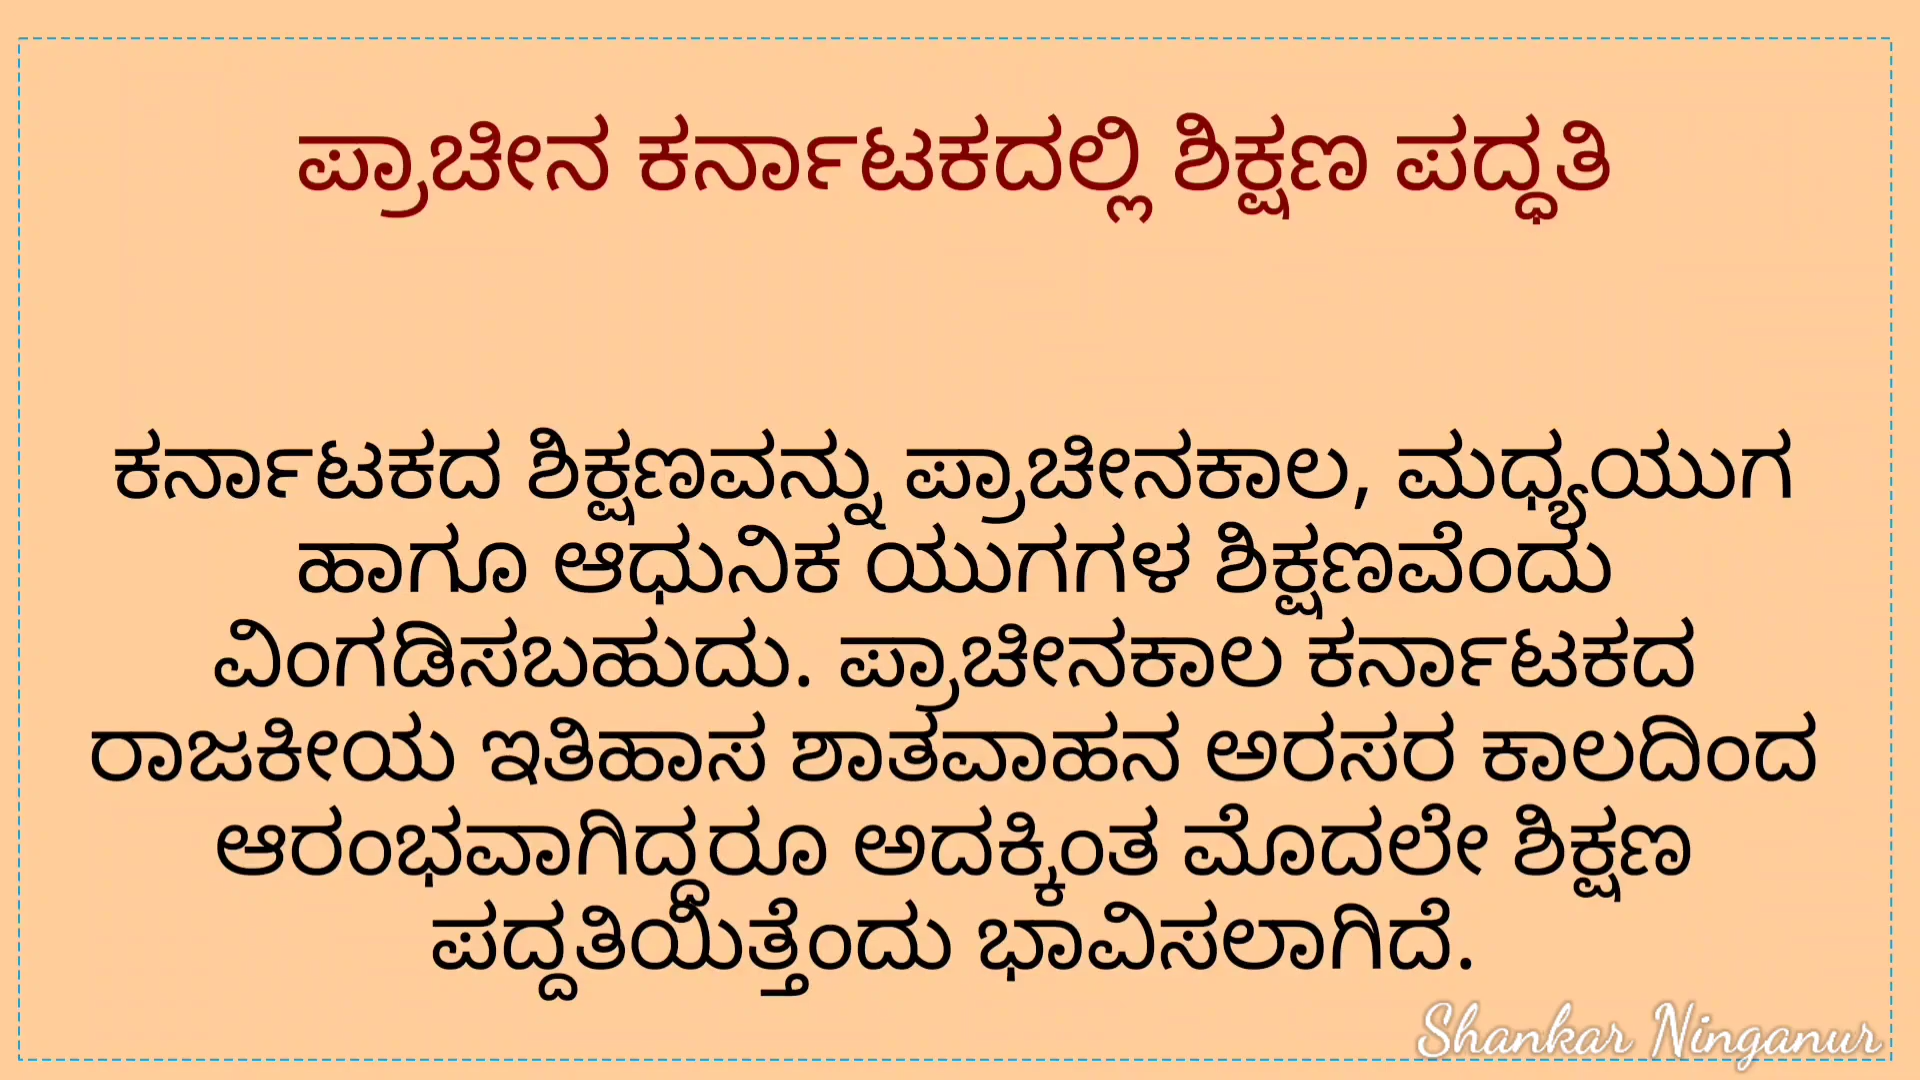 ಪ್ರಾಚೀನ ಕರ್ನಾಟಕದಲ್ಲಿ ಶಿಕ್ಷಣ ಪದ್ಧತಿ
ಕರ್ನಾಟಕದ ಶಿಕ್ಷಣವನ್ನು ಪ್ರಾಚೀನಕಾಲ, ಮಧ್ಯಯುಗ
ಹಾಗೂ ಆಧುನಿಕ ಯುಗಗಳ ಶಿಕ್ಷಣವೆಂದು
ವಿಂಗಡಿಸಬಹುದು. ಪ್ರಾಚೀನಕಾಲ ಕರ್ನಾಟಕದ
ರಾಜಕೀಯ ಇತಿಹಾಸ ಶಾತವಾಹನ ಅರಸರ ಕಾಲದಿಂದ
ಆರಂಭವಾಗಿದ್ದರೂ ಅದಕ್ಕಿಂತ ಮೊದಲೇ ಶಿಕ್ಷಣ
ಪದ್ದತಿಯಿತ್ತೆಂದು ಭಾವಿಸಲಾಗಿದೆ.
Shankar Ninganur